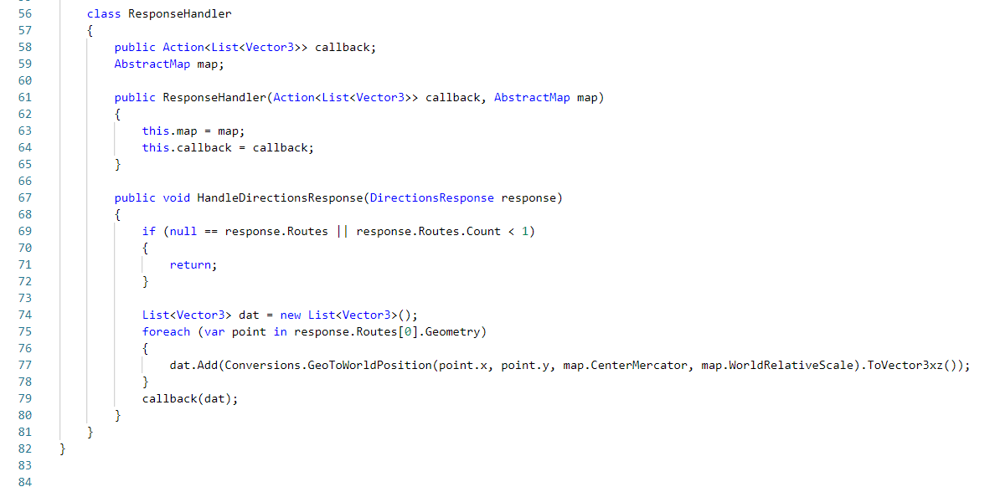 56 class ResponseHandler
57 {
58 public Action<List<Vector3>> callback;
59 AbstractMap map;
60
61 public ResponseHandler(Action<List<Vector3>> callback, AbstractMap map)
62 {
63 this.map = map;
64 this.callback = callback;
65 }
66
67 public void HandleDirectionsResponse(DirectionsResponse response)
68 {
69 if (null == response.Routes || response.Routes.Count < 1)
70 {
71 return;
72 }
73
74 List<Vector3> dat = new List<Vector3>();
75 foreach (var point in response.Routes[0].Geometry)
76 {
77 dat.Add(Conversions.GeoToWorldPosition(point.x, point.y, map.CenterMercator, map.WorldRelativeScale).ToVector3xz());
78 }
79 callback(dat);
80 }
81 }
82 }
83
84